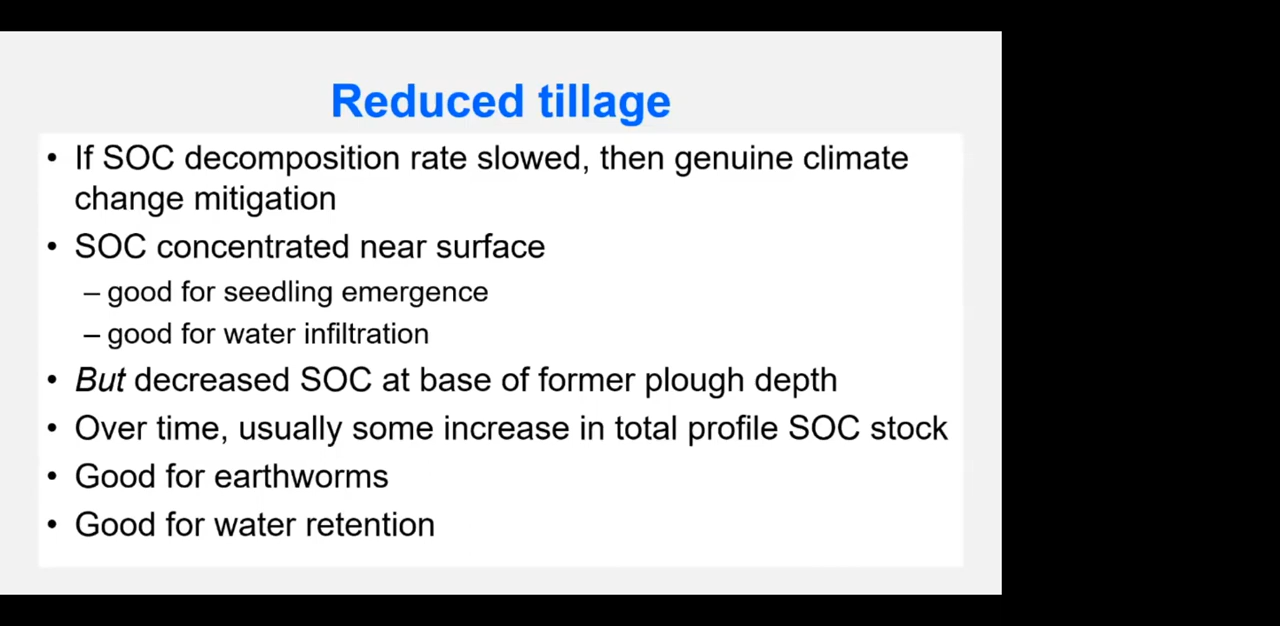 Reduced tillage
• If SOC decomposition rate slowed, then genuine climate
change mitigation
• SOC concentrated near surface
– good for seedling emergence
– good for water infiltration
• But decreased SOC at base of former plough depth
• Over time, usually some increase in total profile SOC stock
• Good for earthworms
• Good for water retention